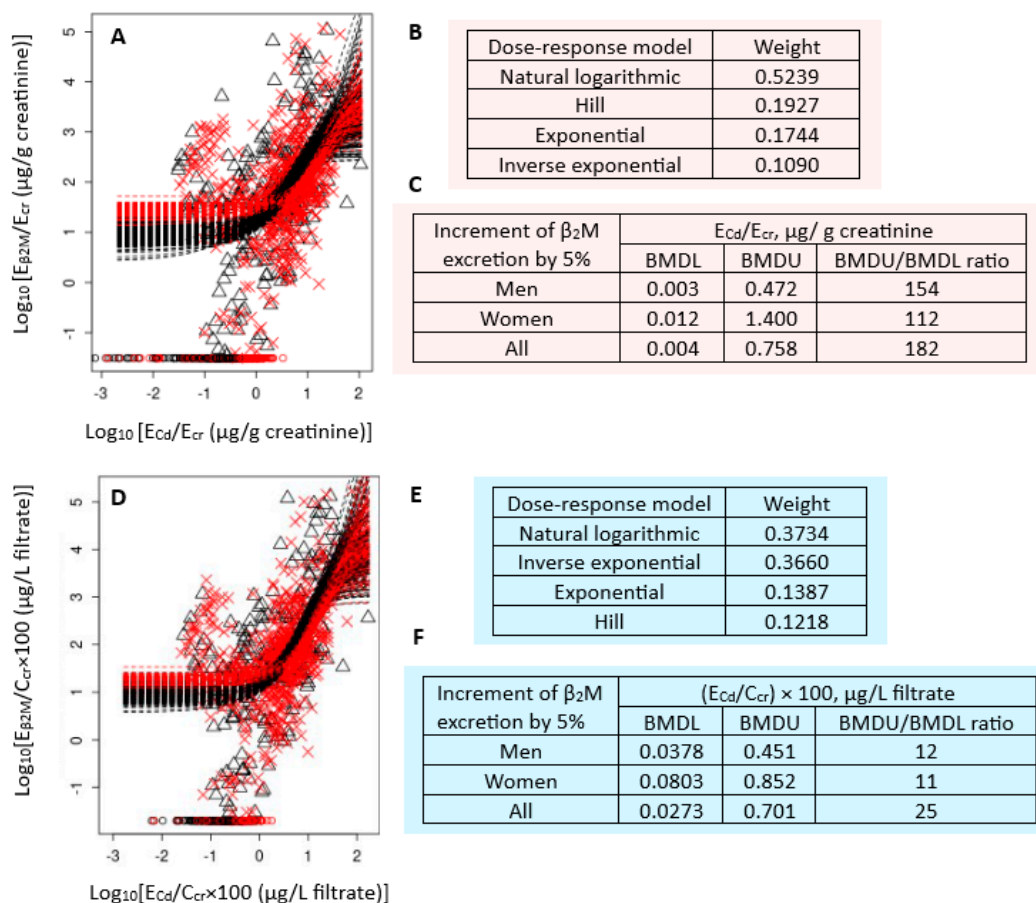 A
Log₁₀ [Eβ2M/Ecr (µg/g creatinine)]
5
4
3
2
1
0
-1
-3 -2 -1 0 1 2
Log₁₀ [ECd/Ecr (µg/g creatinine)]
B
Dose-response model Weight
Natural logarithmic 0.5239
Hill 0.1927
Exponential 0.1744
Inverse exponential 0.1090
C
Increment of β₂M excretion by 5% ECd/Ecr, µg/ g creatinine
BMDL BMDU BMDU/BMDL ratio
Men 0.003 0.472 154
Women 0.012 1.400 112
All 0.004 0.758 182
D
Log₁₀[Eβ2M/Ccr×100 (µg/L filtrate)]
5
4
3
2
1
0
-1
-3 -2 -1 0 1 2
Log₁₀[ECd/Ccr×100 (µg/L filtrate)]
E
Dose-response model Weight
Natural logarithmic 0.3734
Inverse exponential 0.3660
Exponential 0.1387
Hill 0.1218
F
Increment of β₂M excretion by 5% (ECd/Ccr) × 100, µg/L filtrate
BMDL BMDU BMDU/BMDL ratio
Men 0.0378 0.451 12
Women 0.0803 0.852 11
All 0.0273 0.701 25